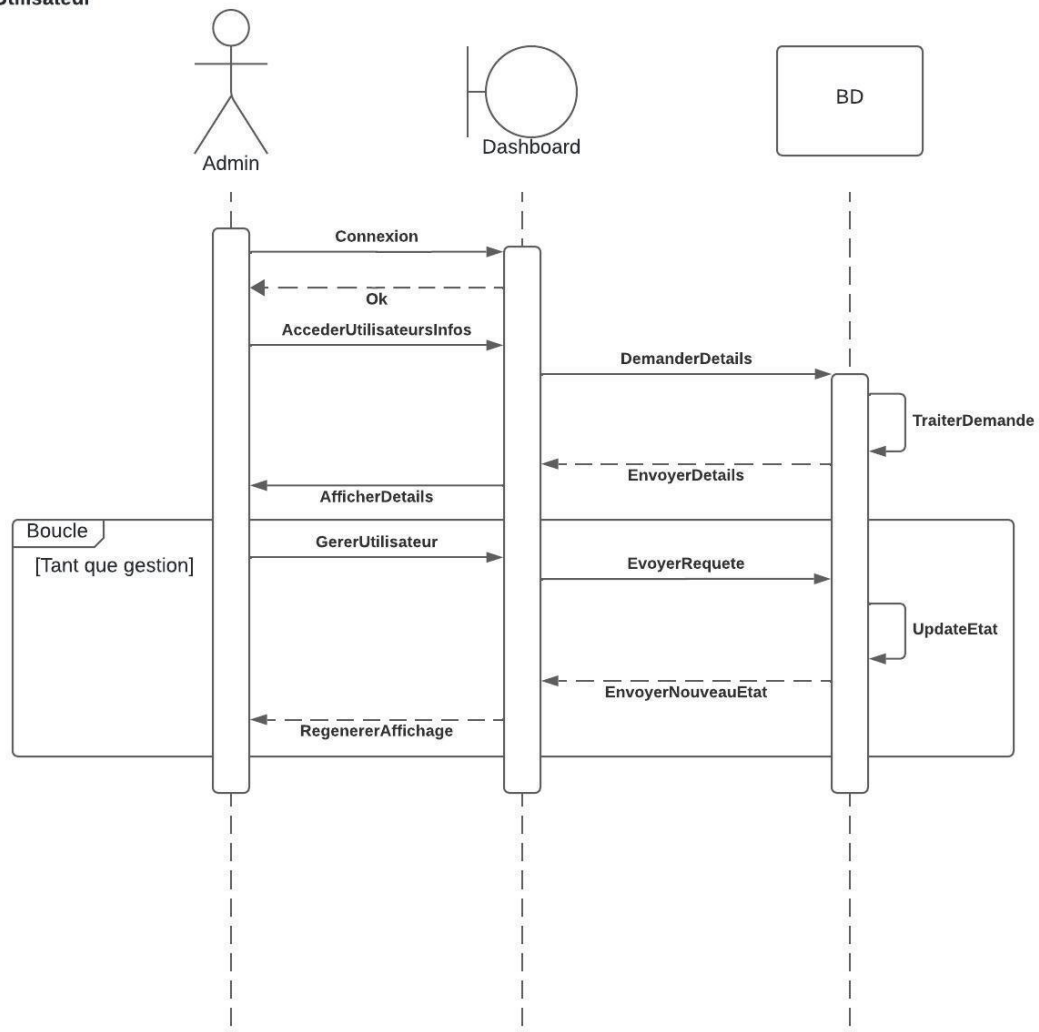 Utilisateur
Admin
Dashboard
BD
Connexion
Ok
AccederUtilisateursInfos
DemanderDetails
TraiterDemande
EnvoyerDetails
AfficherDetails
Boucle
[Tant que gestion]
GererUtilisateur
EvoyerRequete
UpdateEtat
EnvoyerNouveauEtat
RegenererAffichage